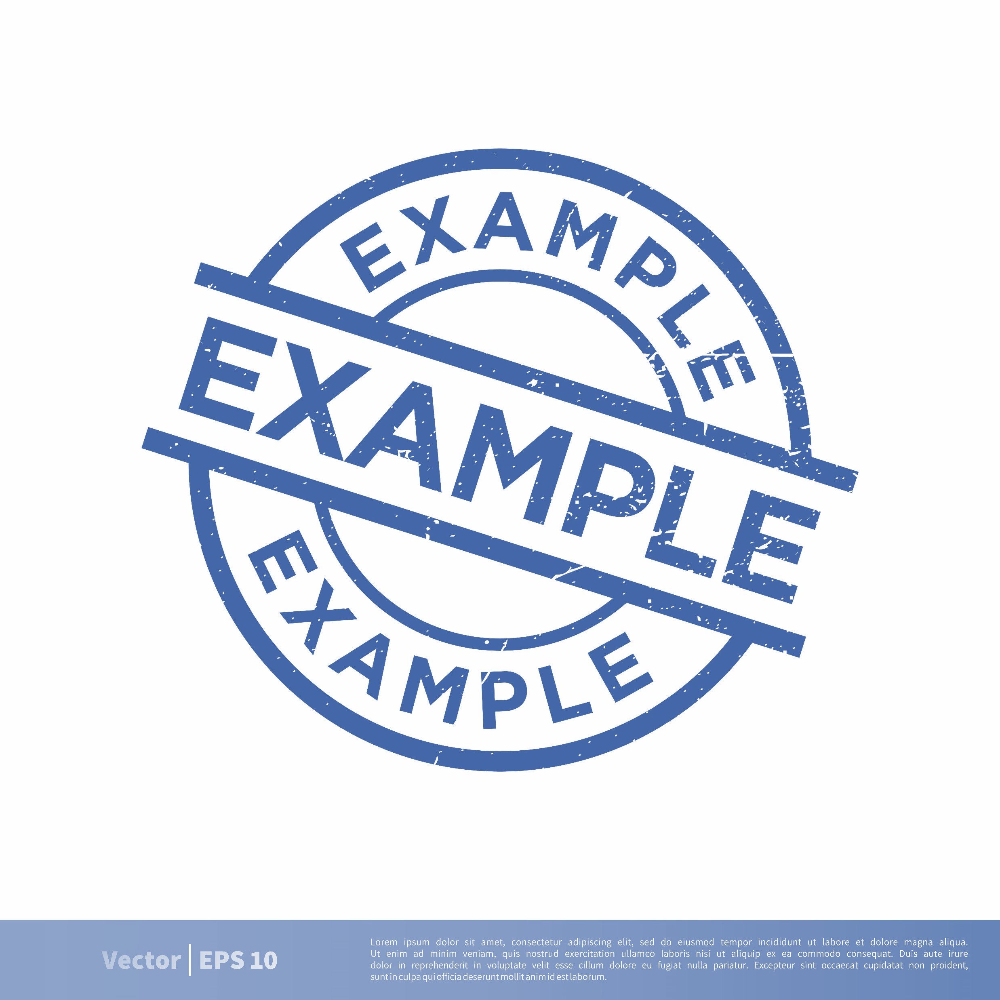 EXAMPLE
EXAMPLE
EXAMPLE
Vector | EPS 10
Lorem ipsum dolor sit amet, consectetur adipiscing elit, sed do eiusmod tempor incididunt ut labore et dolore magna aliqua.
Ut enim ad minim veniam, quis nostrud exercitation ullamco laboris nisi ut aliquip ex ea commodo consequat. Duis aute irure
dolor in reprehenderit in voluptate velit esse cillum dolore eu fugiat nulla pariatur. Excepteur sint occaecat cupidatat non proident,
sunt in culpa qui officia deserunt mollit anim id est laborum.